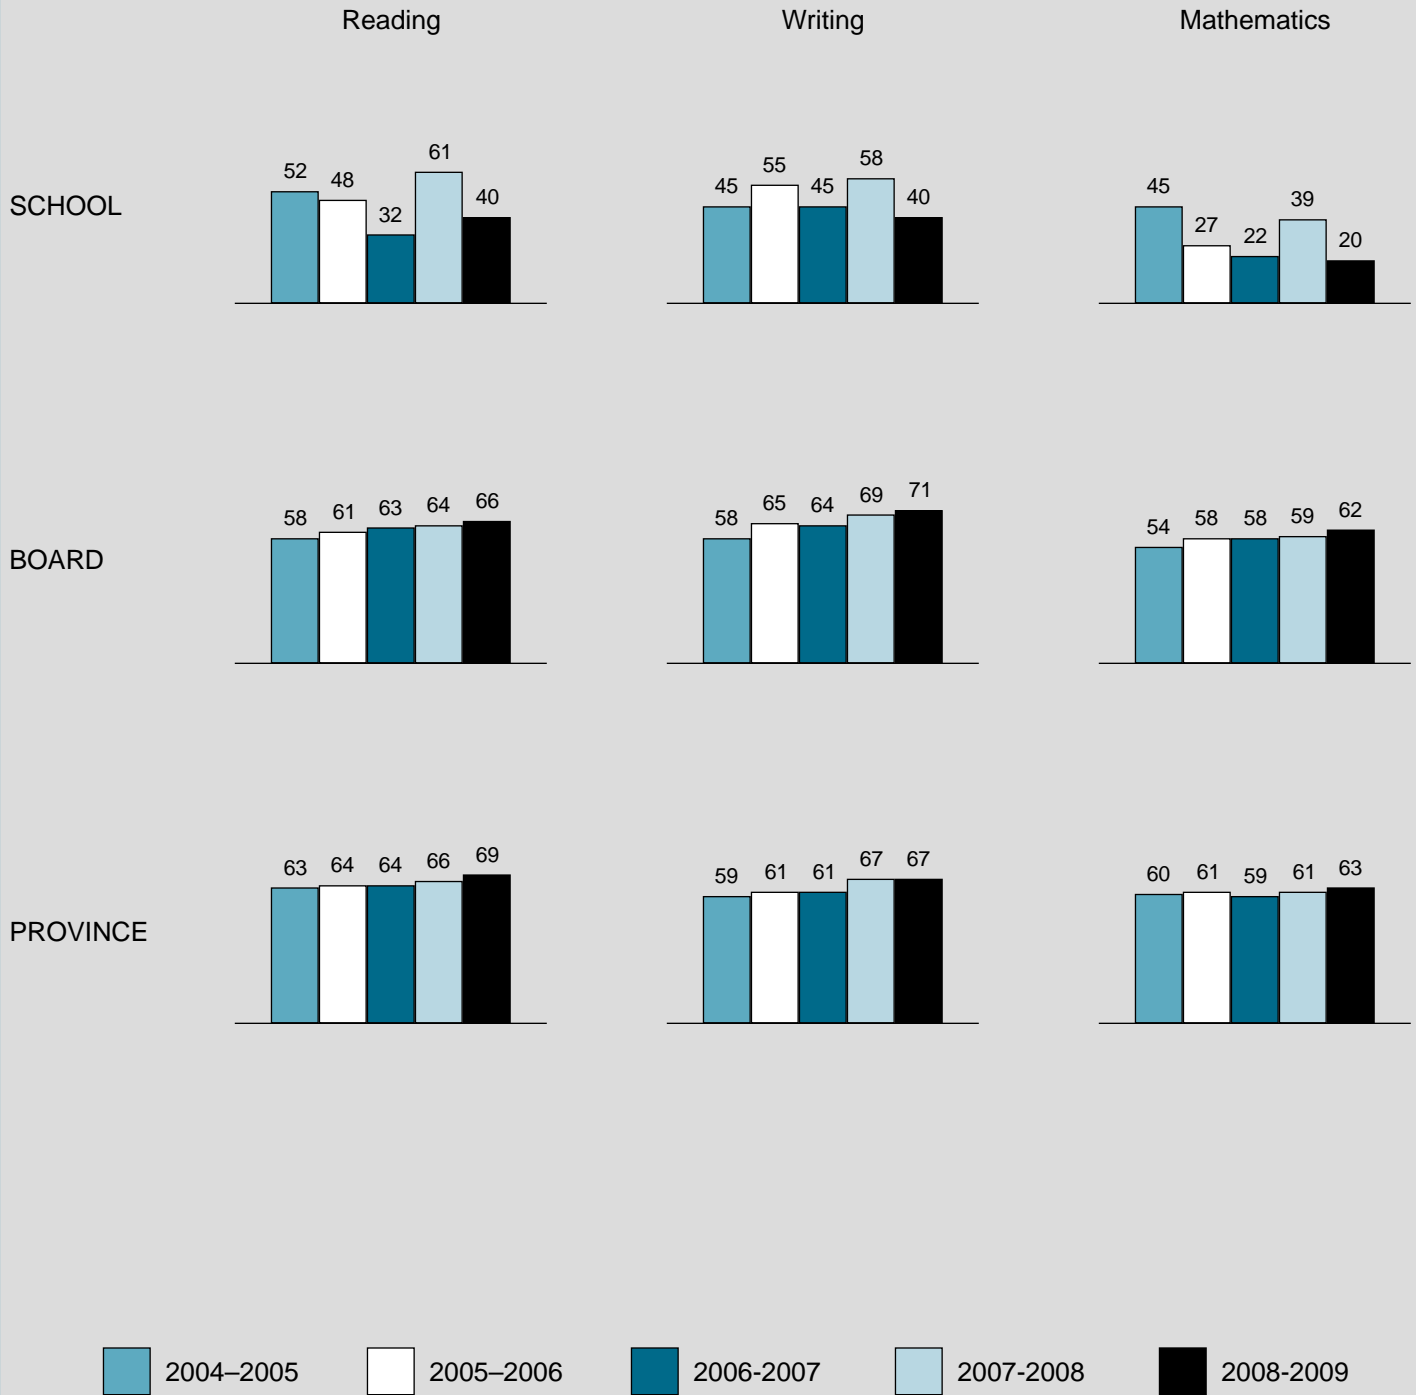 Reading Writing Mathematics
SCHOOL
52 48 32 61 40
45 55 45 58 40
45 27 22 39 20
BOARD
58 61 63 64 66
58 65 64 69 71
54 58 58 59 62
PROVINCE
63 64 64 66 69
59 61 61 67 67
60 61 59 61 63
2004–2005 2005–2006 2006-2007 2007-2008 2008-2009